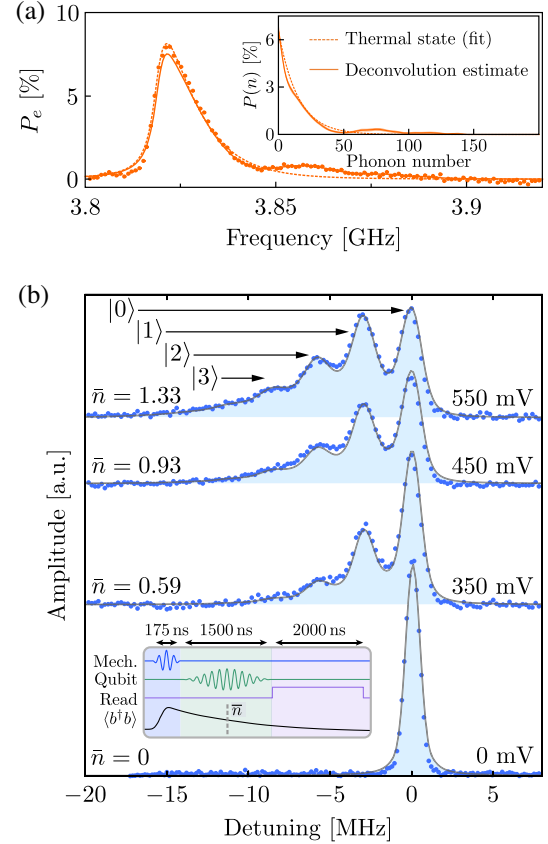 (a)
10
5
0
P_e [%]
3.8
3.85
3.9
Frequency [GHz]
6
0
P(n) [%]
Thermal state (fit)
Deconvolution estimate
50
100
150
Phonon number
(b)
|0⟩
|1⟩
|2⟩
|3⟩
n̄ = 1.33
550 mV
n̄ = 0.93
450 mV
n̄ = 0.59
350 mV
Amplitude [a.u.]
175 ns
1500 ns
2000 ns
Mech.
Qubit
Read
⟨b†b⟩
n̄
n̄ = 0
0 mV
−20
−15
−10
−5
0
5
Detuning [MHz]